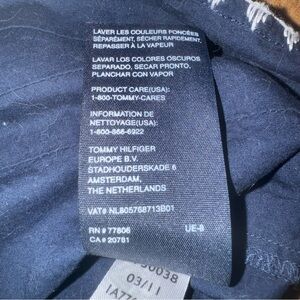 LAVER LES COULEURS FONCÉES
SÉPARÉMENT, SÉCHER RAPIDEMENT
REPASSER À LA VAPEUR
LAVAR LOS COLORES OSCUROS
SEPARADO, SECAR PRONTO,
PLANCHAR CON VAPOR
PRODUCT CARE(USA):
1-800-TOMMY-CARES
INFORMATION DE
NETTOYAGE(USA):
1-800-866-6922
TOMMY HILFIGER
EUROPE B.V.
STADHOUDERSKADE 6
AMSTERDAM,
THE NETHERLANDS
VAT# NL805768713B01
RN # 77806 UE-8
CA # 20761
03/11